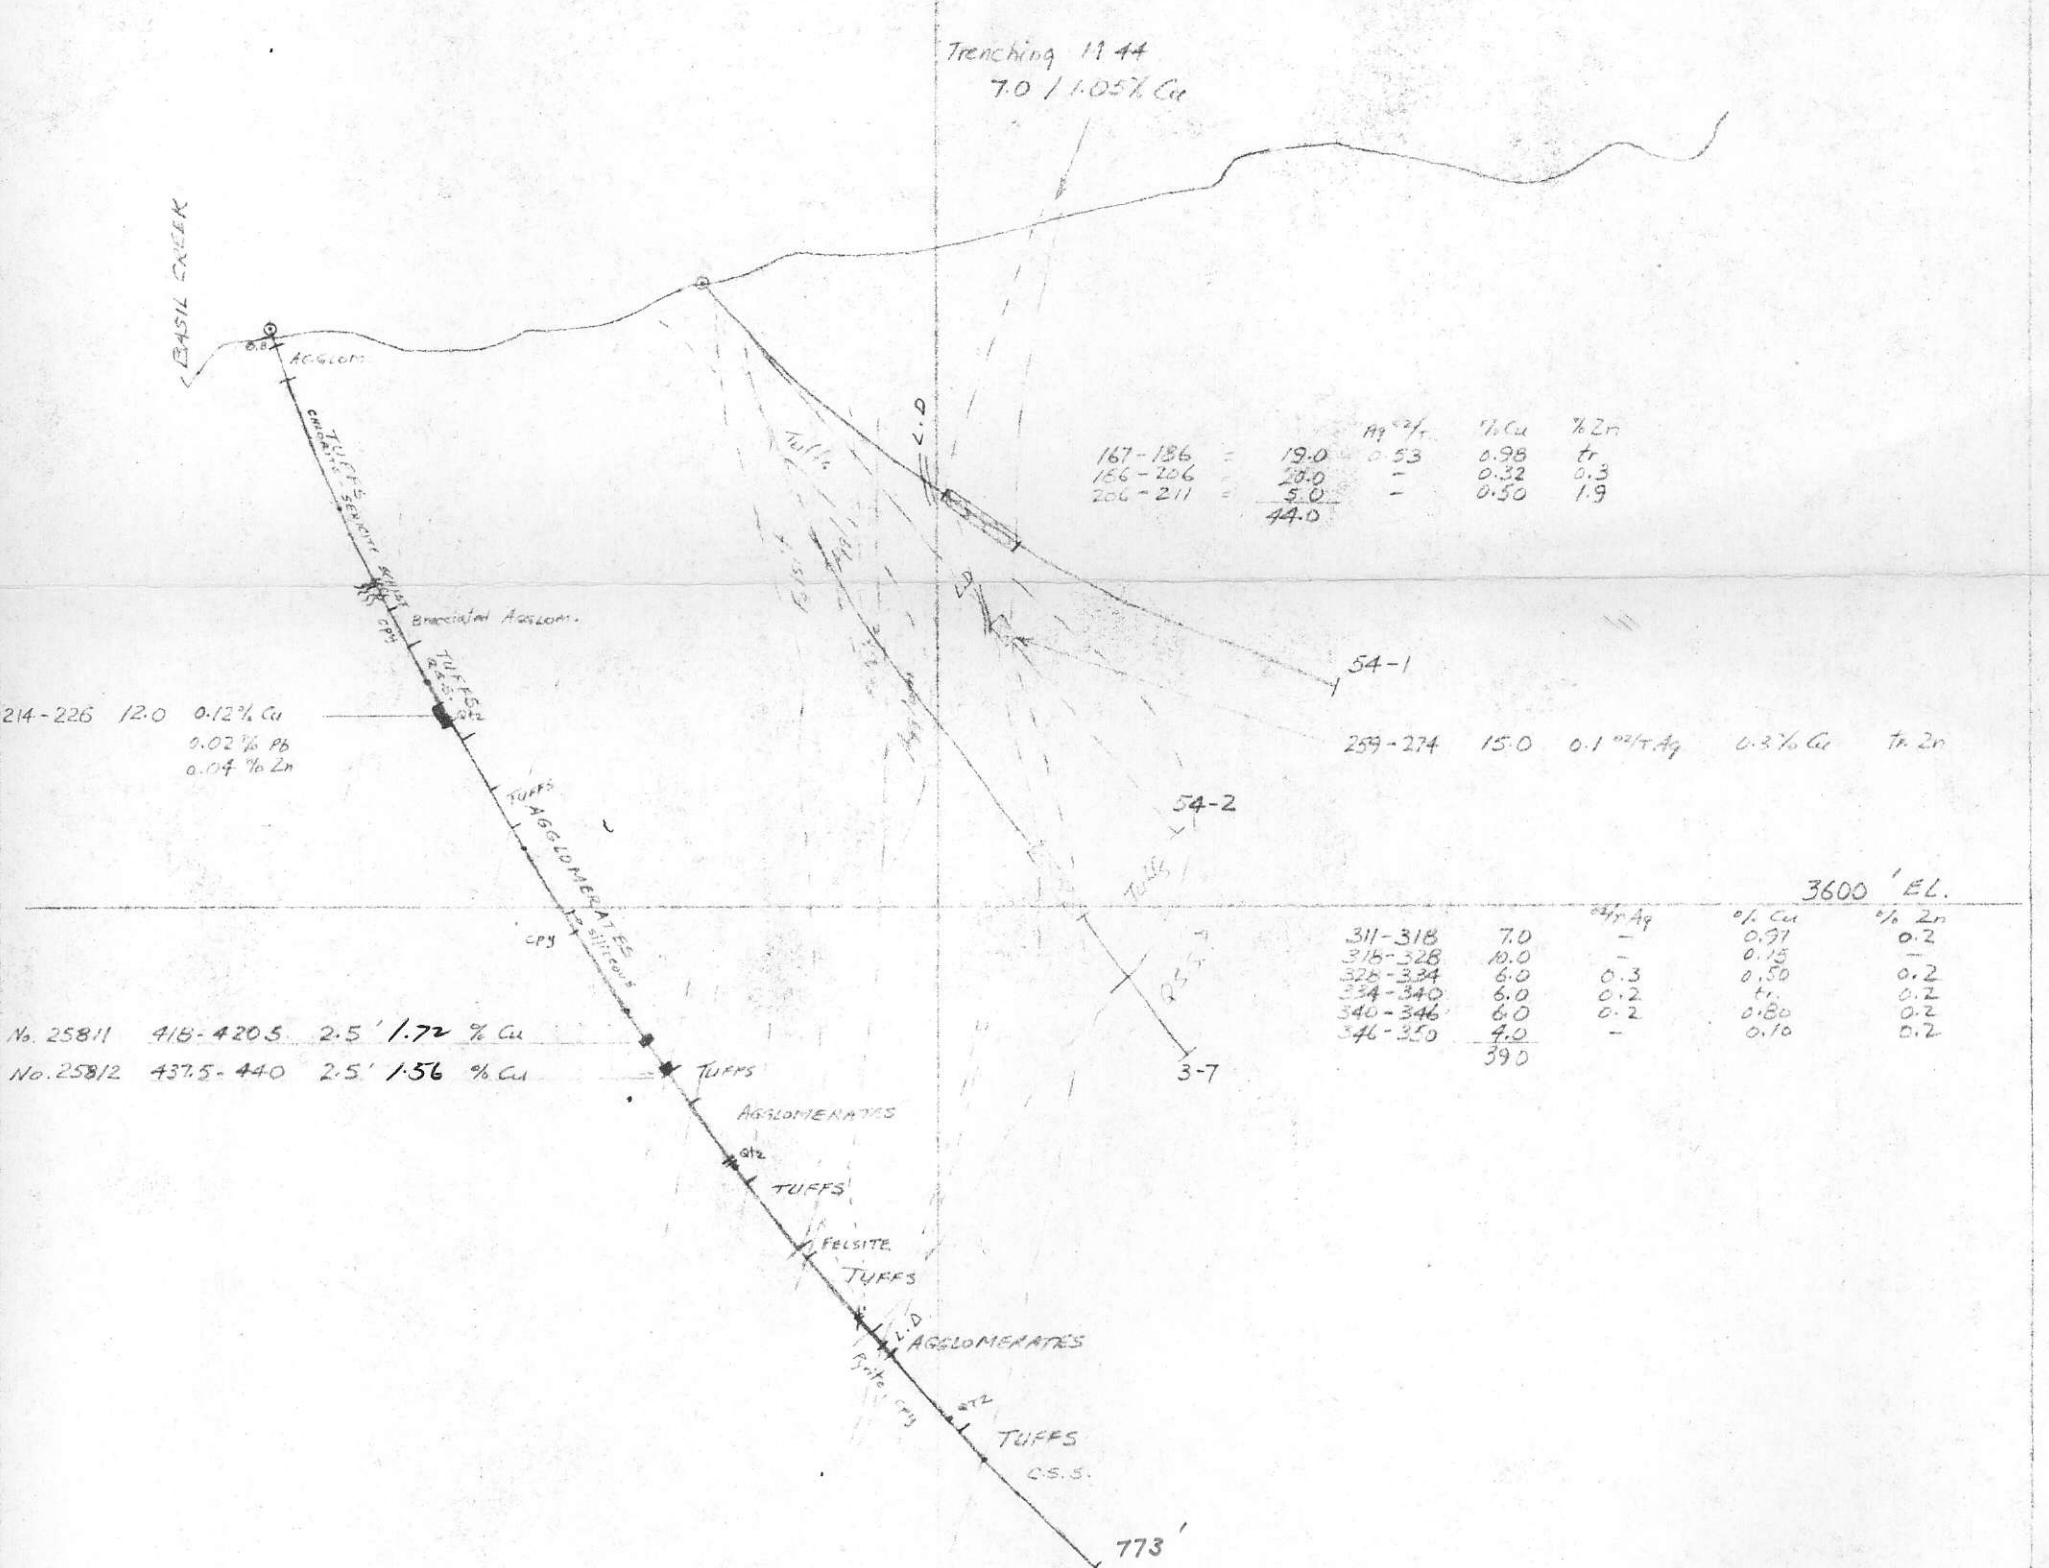 Trenching
7.0 / 1.05% Cu
BASIL CREEK
AGGLOM.
CHLORITE - SERICITE SCHIST
TUFFS
Tuffs
L.D
Ag oz/T %Cu %Zn
167-186 = 19.0 0.53 0.98 tr
186-206 20.0 - 0.32 0.3
206-211 = 5.0 - 0.50 1.9
44.0
Brecciated AGGLOM.
CPY
TUFFS
54-1
214-226 12.0 0.12% Cu
0.02% Pb
0.04 % Zn
Qtz
259-274 15.0 0.1 oz/T Ag 0.3% Cu tr. Zn
TUFFS
54-2
AGGLOMERATES
siliceous
Tuffs
CPY
3600' EL.
oz/T Ag % Cu % Zn
311-318 7.0 - 0.97 0.2
318-328 10.0 - 0.15 -
328-334 6.0 0.3 0.50 0.2
334-340 6.0 0.2 tr. 0.2
340-346 6.0 0.2 0.80 0.2
346-350 4.0 - 0.10 0.2
39.0
No. 25811 418-420.5 2.5' 1.72 % Cu
No. 25812 437.5-440 2.5' 1.56 % Cu
TUFFS
3-7
AGGLOMERATES
Qtz
TUFFS
FELSITE
TUFFS
L.D
AGGLOMERATES
Pyrite, CPY
QTZ
TUFFS
C.S.S.
773'